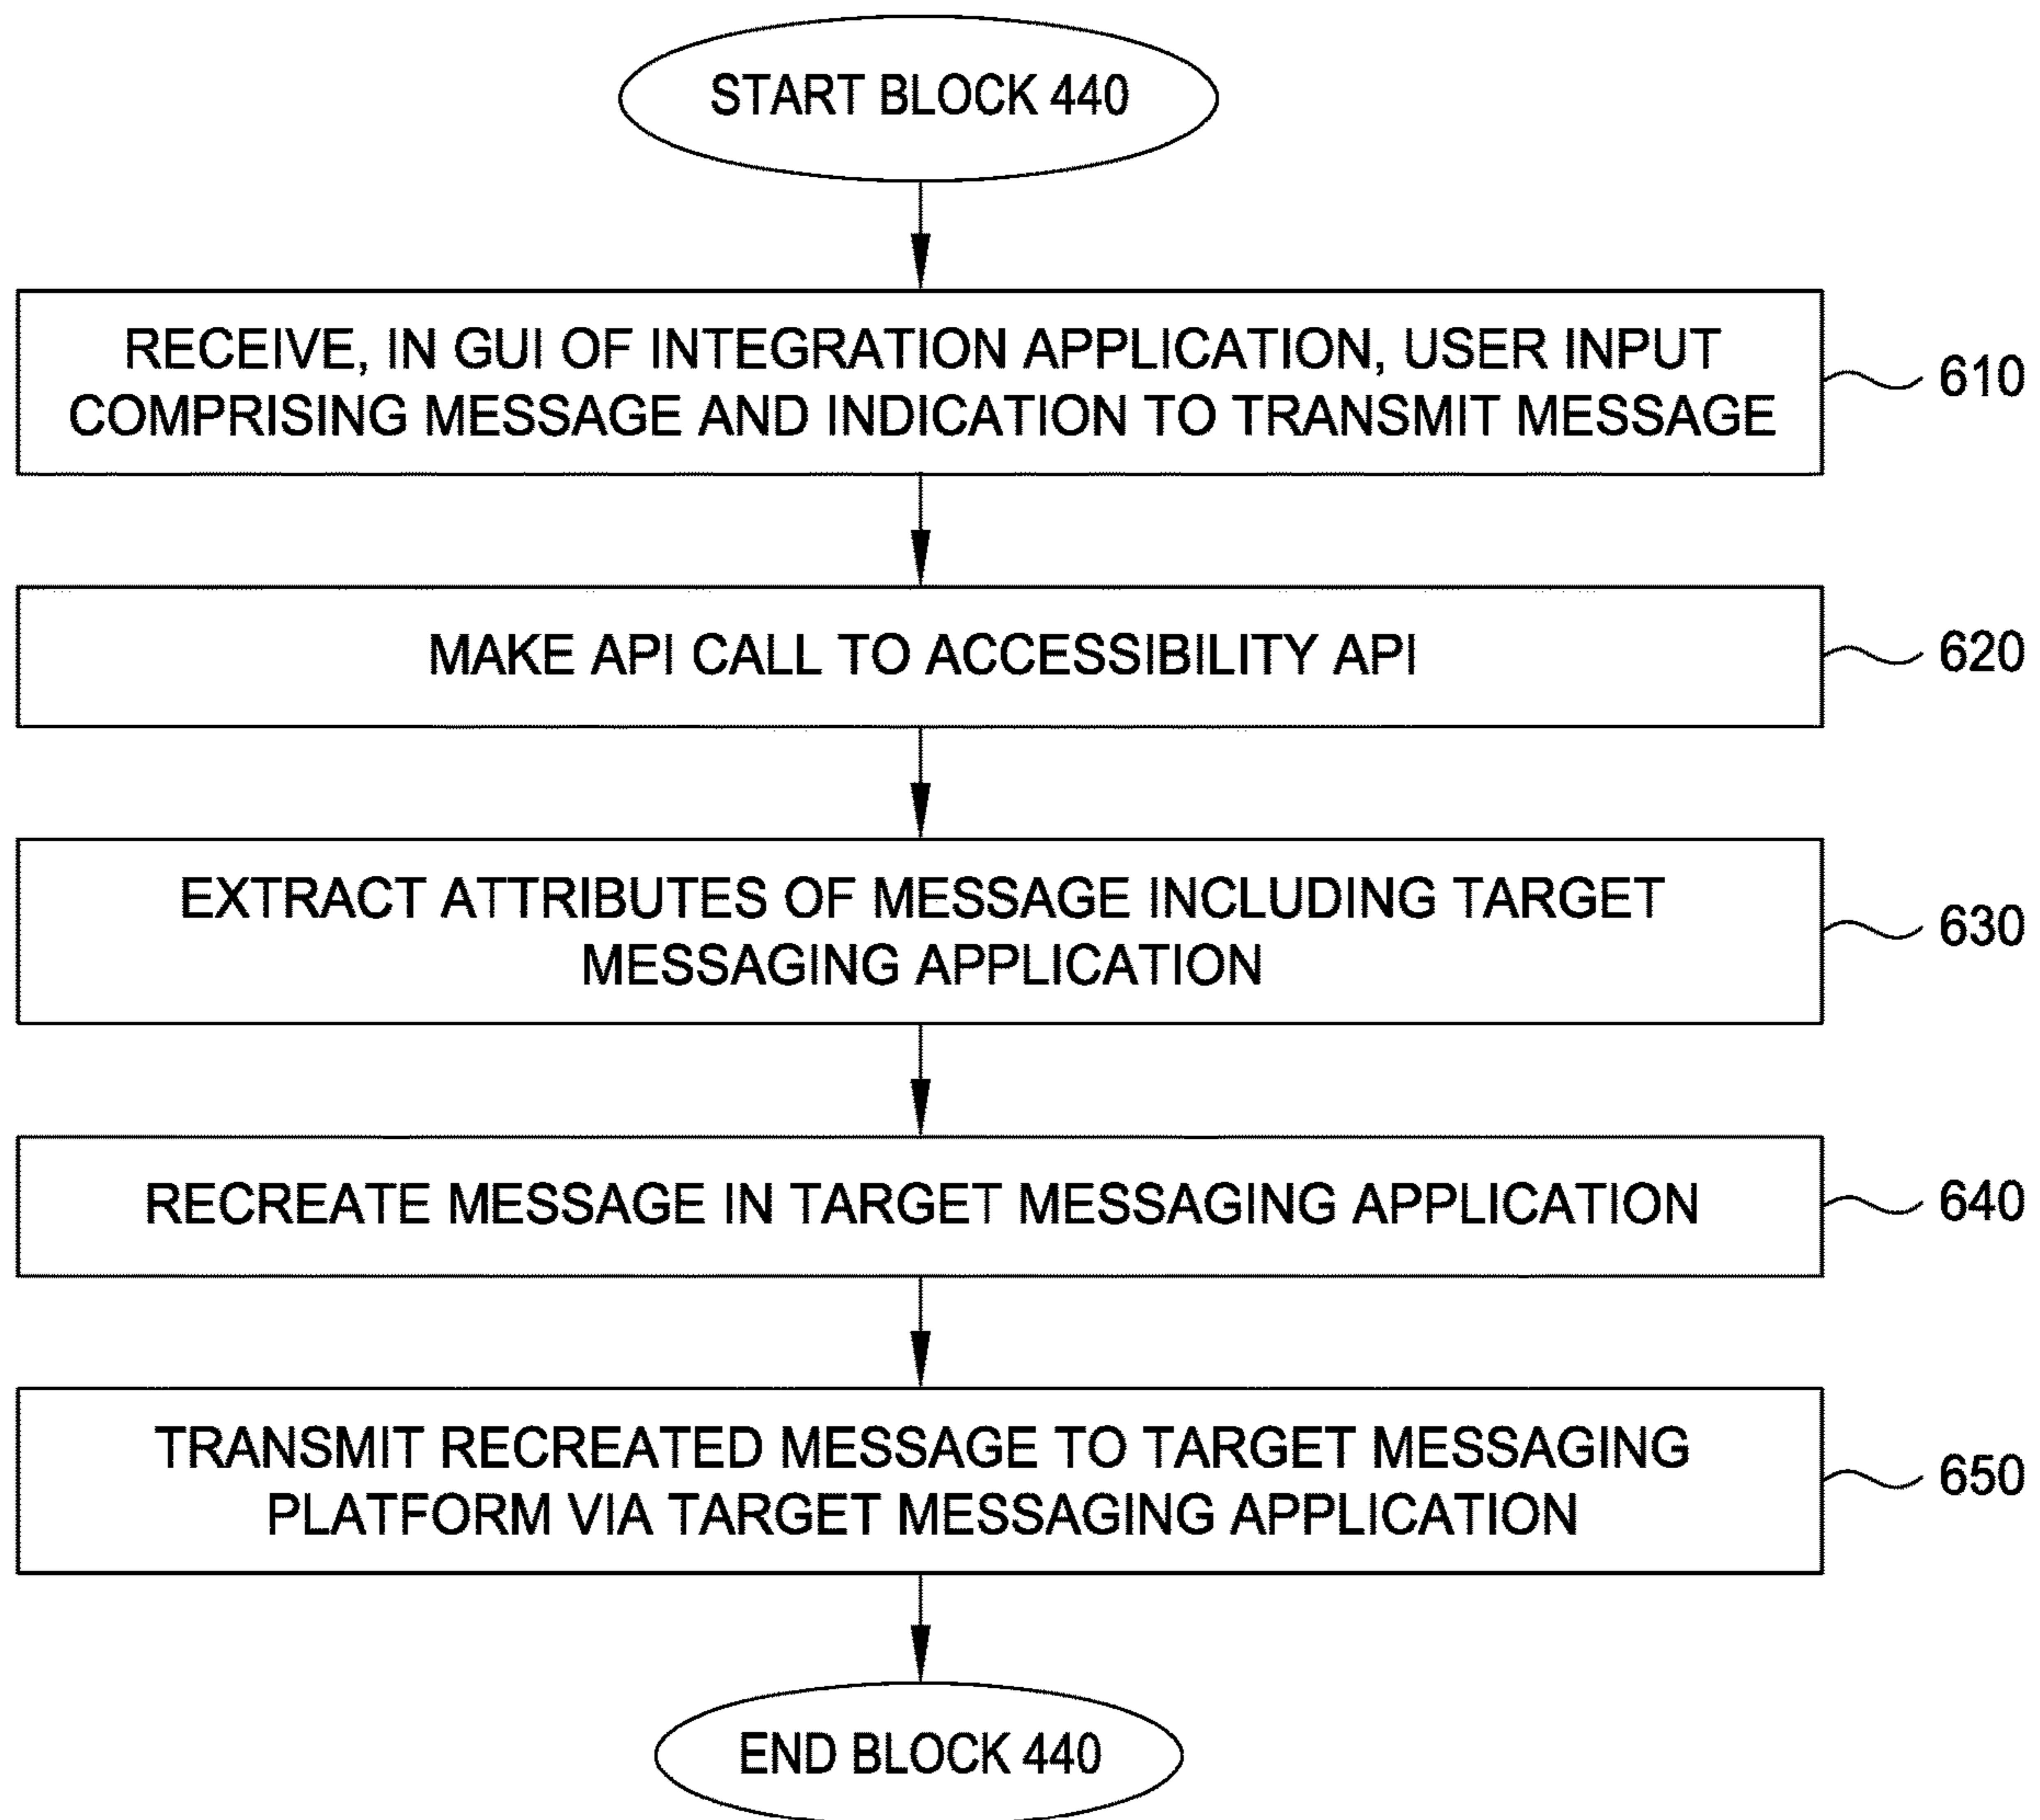 START BLOCK 440
RECEIVE, IN GUI OF INTEGRATION APPLICATION, USER INPUT
COMPRISING MESSAGE AND INDICATION TO TRANSMIT MESSAGE
610
MAKE API CALL TO ACCESSIBILITY API
620
EXTRACT ATTRIBUTES OF MESSAGE INCLUDING TARGET
MESSAGING APPLICATION
630
RECREATE MESSAGE IN TARGET MESSAGING APPLICATION
640
TRANSMIT RECREATED MESSAGE TO TARGET MESSAGING
PLATFORM VIA TARGET MESSAGING APPLICATION
650
END BLOCK 440